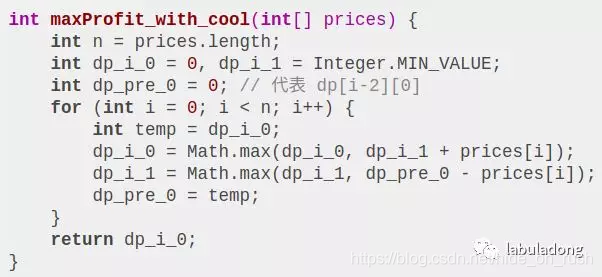 int maxProfit_with_cool(int[] prices) {
    int n = prices.length;
    int dp_i_0 = 0, dp_i_1 = Integer.MIN_VALUE;
    int dp_pre_0 = 0; // 代表 dp[i-2][0]
    for (int i = 0; i < n; i++) {
        int temp = dp_i_0;
        dp_i_0 = Math.max(dp_i_0, dp_i_1 + prices[i]);
        dp_i_1 = Math.max(dp_i_1, dp_pre_0 - prices[i]);
        dp_pre_0 = temp;
    }
    return dp_i_0;
}
labuladong